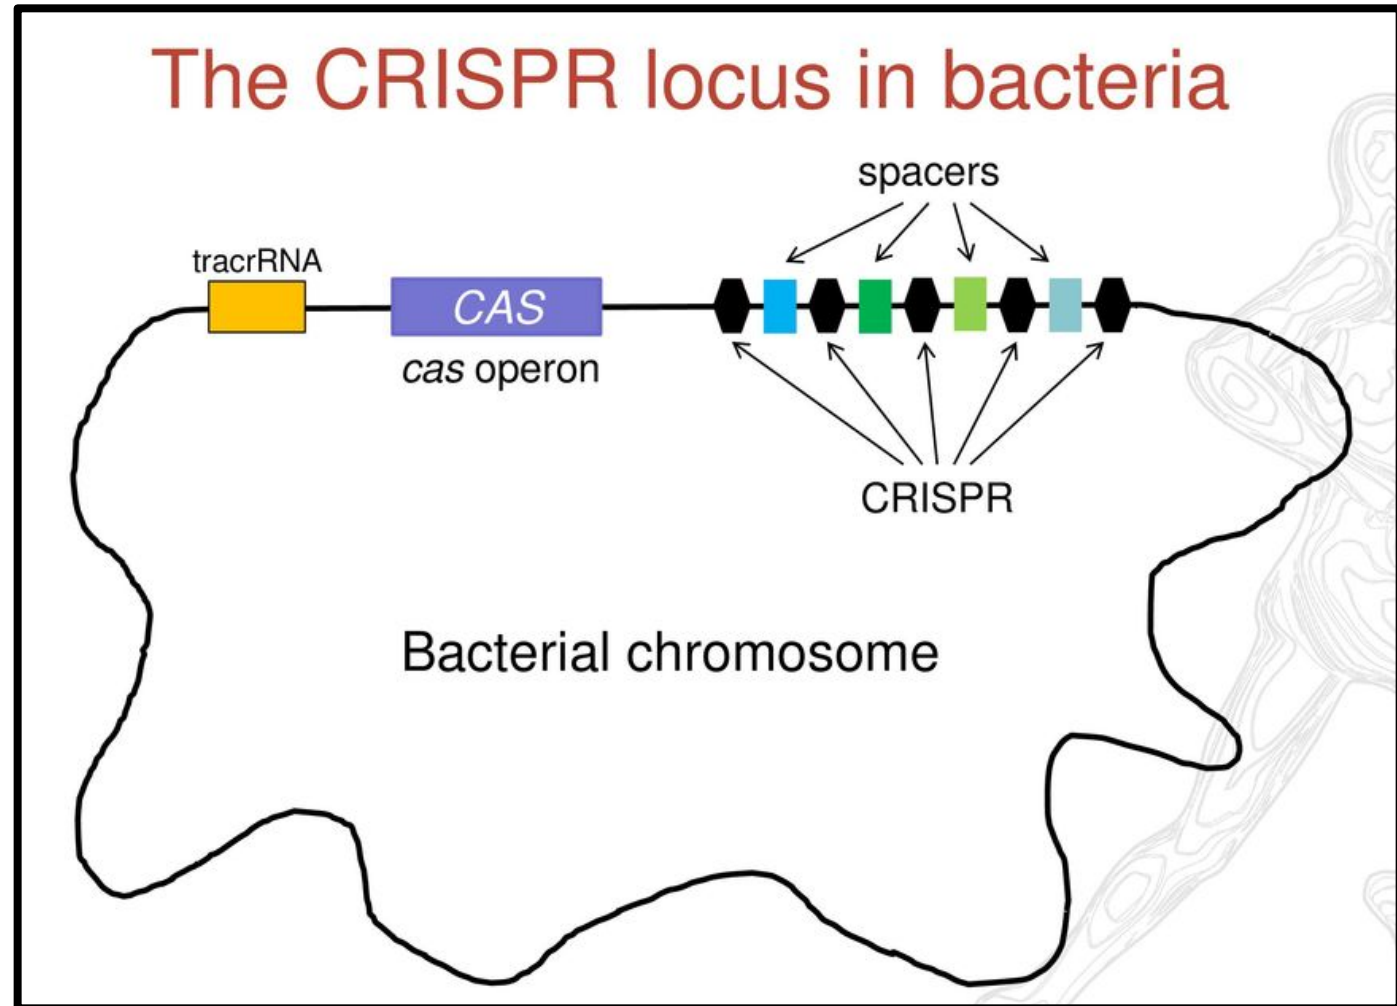 The CRISPR locus in bacteria
spacers
tracrRNA
CAS
cas operon
CRISPR
Bacterial chromosome